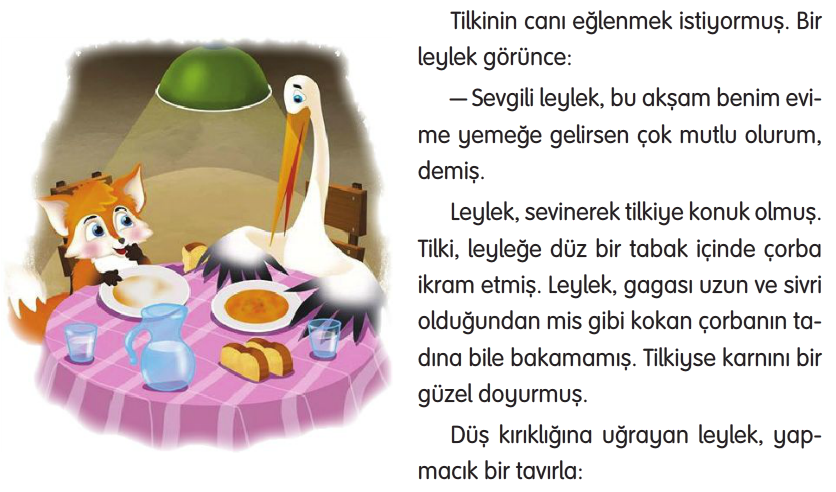 Tilkinin canı eğlenmek istiyormuş. Bir
leylek görünce:
— Sevgili leylek, bu akşam benim evi-
me yemeğe gelirsen çok mutlu olurum,
demiş.
Leylek, sevinerek tilkiye konuk olmuş.
Tilki, leyleğe düz bir tabak içinde çorba
ikram etmiş. Leylek, gagası uzun ve sivri
olduğundan mis gibi kokan çorbanın ta-
dına bile bakamamış. Tilkiyse karnını bir
güzel doyurmuş.
Düş kırıklığına uğrayan leylek, yap-
macık bir tavırla: